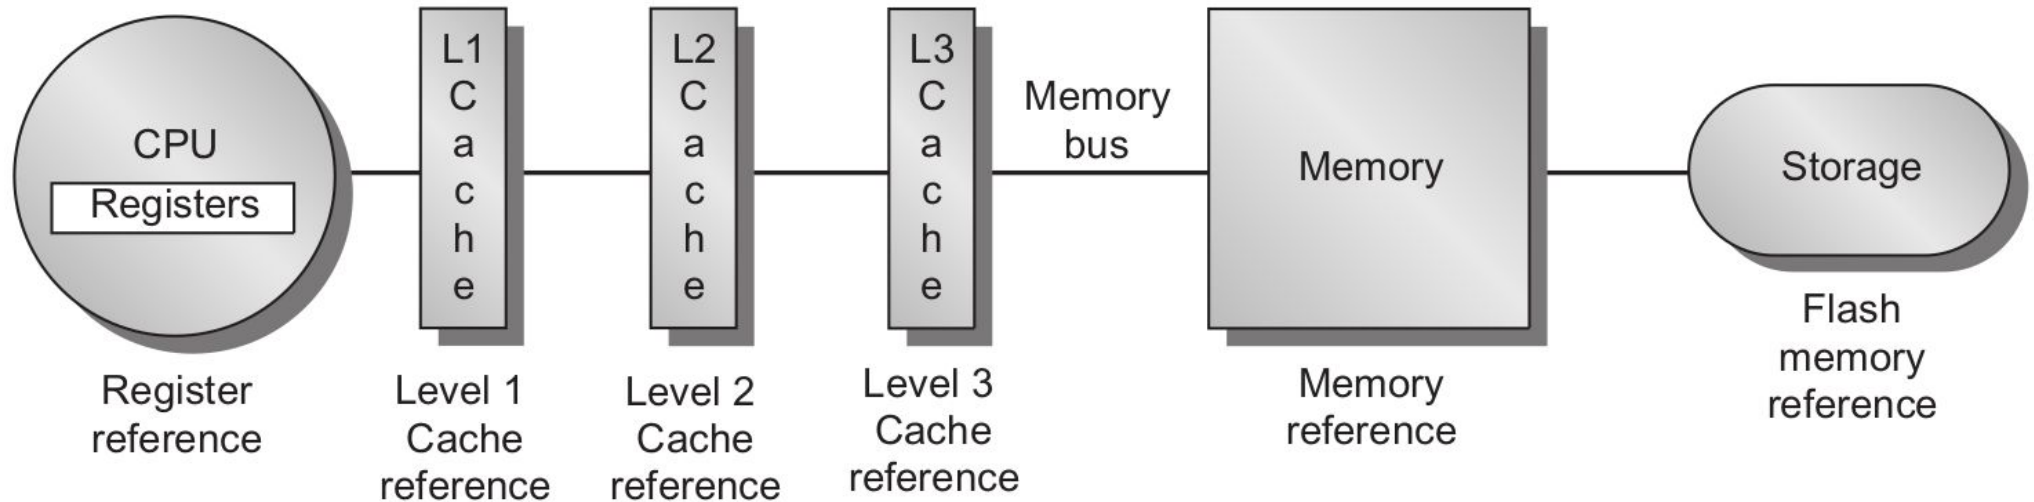 CPU
Registers
Register
reference
L1
C
a
c
h
e
Level 1
Cache
reference
L2
C
a
c
h
e
Level 2
Cache
reference
L3
C
a
c
h
e
Level 3
Cache
reference
Memory
bus
Memory
Memory
reference
Storage
Flash
memory
reference